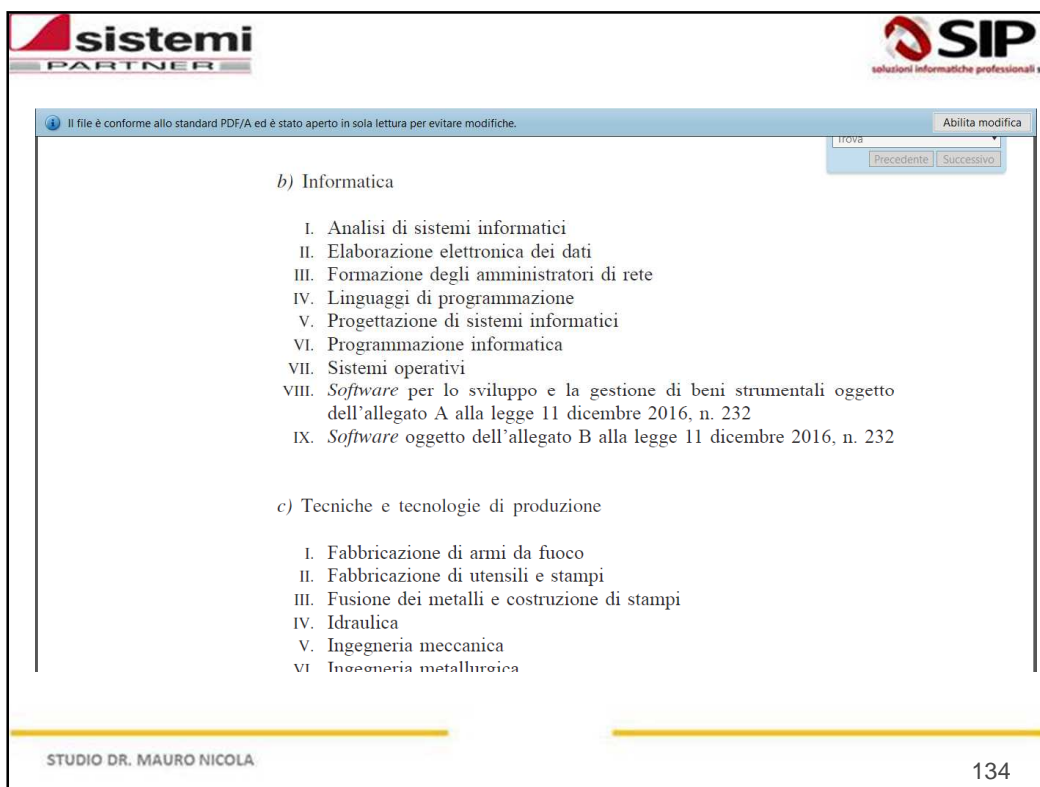 sistemi
PARTNER
SIP
soluzioni informatiche professionali s
Il file è conforme allo standard PDF/A ed è stato aperto in sola lettura per evitare modifiche.
Abilita modifica
Trova
Precedente Successivo
b) Informatica
I. Analisi di sistemi informatici
II. Elaborazione elettronica dei dati
III. Formazione degli amministratori di rete
IV. Linguaggi di programmazione
V. Progettazione di sistemi informatici
VI. Programmazione informatica
VII. Sistemi operativi
VIII. Software per lo sviluppo e la gestione di beni strumentali oggetto
dell'allegato A alla legge 11 dicembre 2016, n. 232
IX. Software oggetto dell'allegato B alla legge 11 dicembre 2016, n. 232
c) Tecniche e tecnologie di produzione
I. Fabbricazione di armi da fuoco
II. Fabbricazione di utensili e stampi
III. Fusione dei metalli e costruzione di stampi
IV. Idraulica
V. Ingegneria meccanica
VI. Ingegneria metallurgica
STUDIO DR. MAURO NICOLA
134